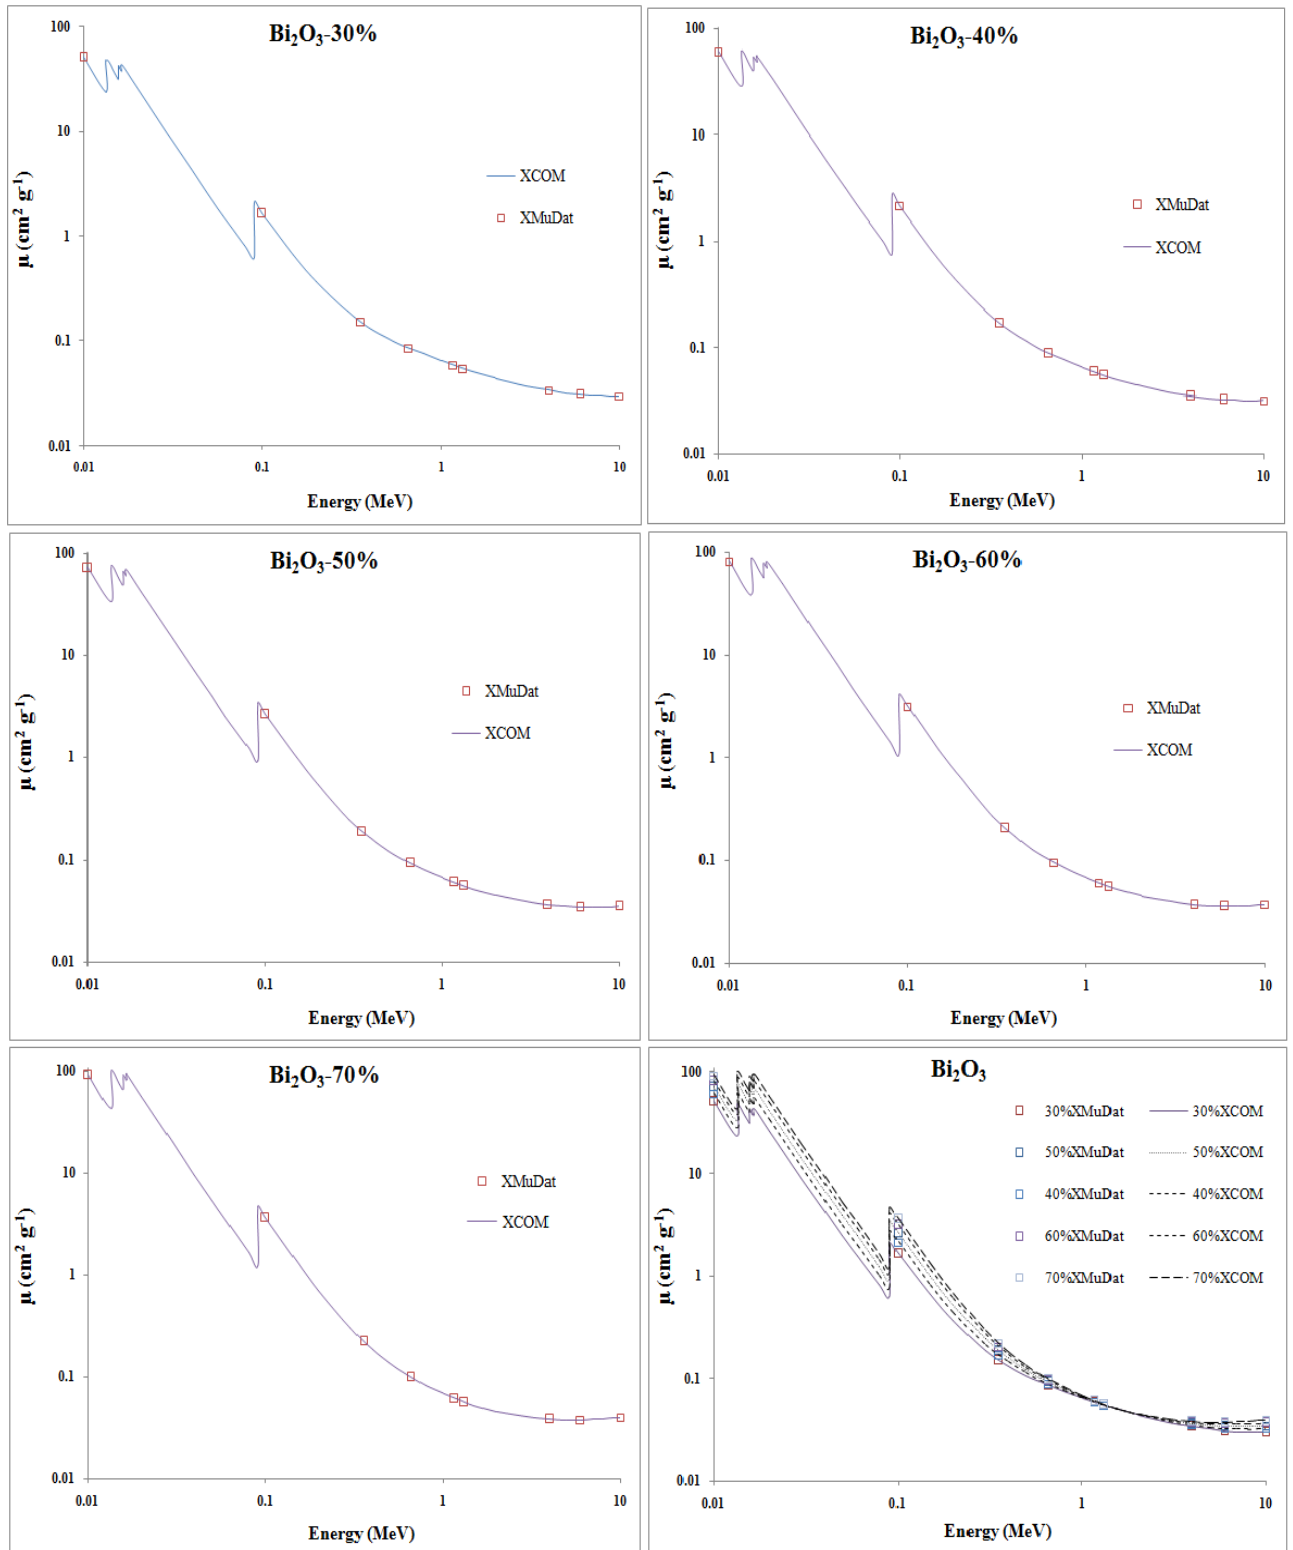 Bi₂O₃-30%
100
10
1
0.1
0.01
μ (cm² g⁻¹)
XCOM
XMuDat
0.01 0.1 1 10
Energy (MeV)
Bi₂O₃-40%
100
10
1
0.1
0.01
μ (cm² g⁻¹)
XMuDat
XCOM
0.01 0.1 1 10
Energy (MeV)
Bi₂O₃-50%
100
10
1
0.1
0.01
μ (cm² g⁻¹)
XMuDat
XCOM
0.01 0.1 1 10
Energy (MeV)
Bi₂O₃-60%
100
10
1
0.1
0.01
μ (cm² g⁻¹)
XMuDat
XCOM
0.01 0.1 1 10
Energy (MeV)
Bi₂O₃-70%
100
10
1
0.1
0.01
μ (cm² g⁻¹)
XMuDat
XCOM
0.01 0.1 1 10
Energy (MeV)
Bi₂O₃
100
10
1
0.1
0.01
μ (cm² g⁻¹)
30%XMuDat 30%XCOM
50%XMuDat 50%XCOM
40%XMuDat 40%XCOM
60%XMuDat 60%XCOM
70%XMuDat 70%XCOM
0.01 0.1 1 10
Energy (MeV)